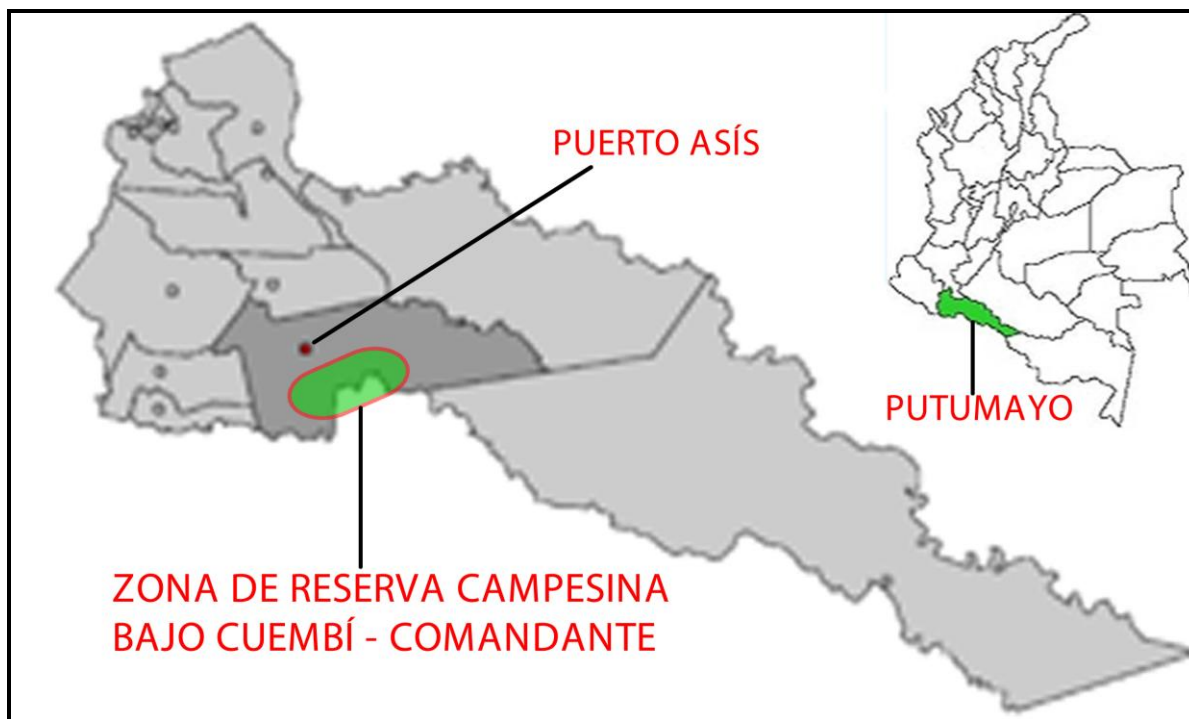 PUERTO ASÍS
PUTUMAYO
ZONA DE RESERVA CAMPESINA
BAJO CUEMBÍ - COMANDANTE